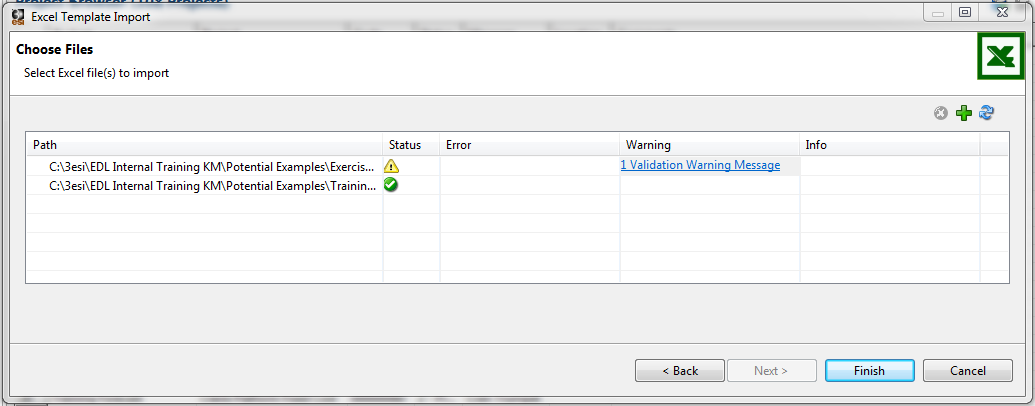 Excel Template Import
Choose Files
Select Excel file(s) to import
Path Status Error Warning Info
C:\3esi\EDL Internal Training KM\Potential Examples\Exercis... 1 Validation Warning Message
C:\3esi\EDL Internal Training KM\Potential Examples\Trainin...
< Back Next > Finish Cancel